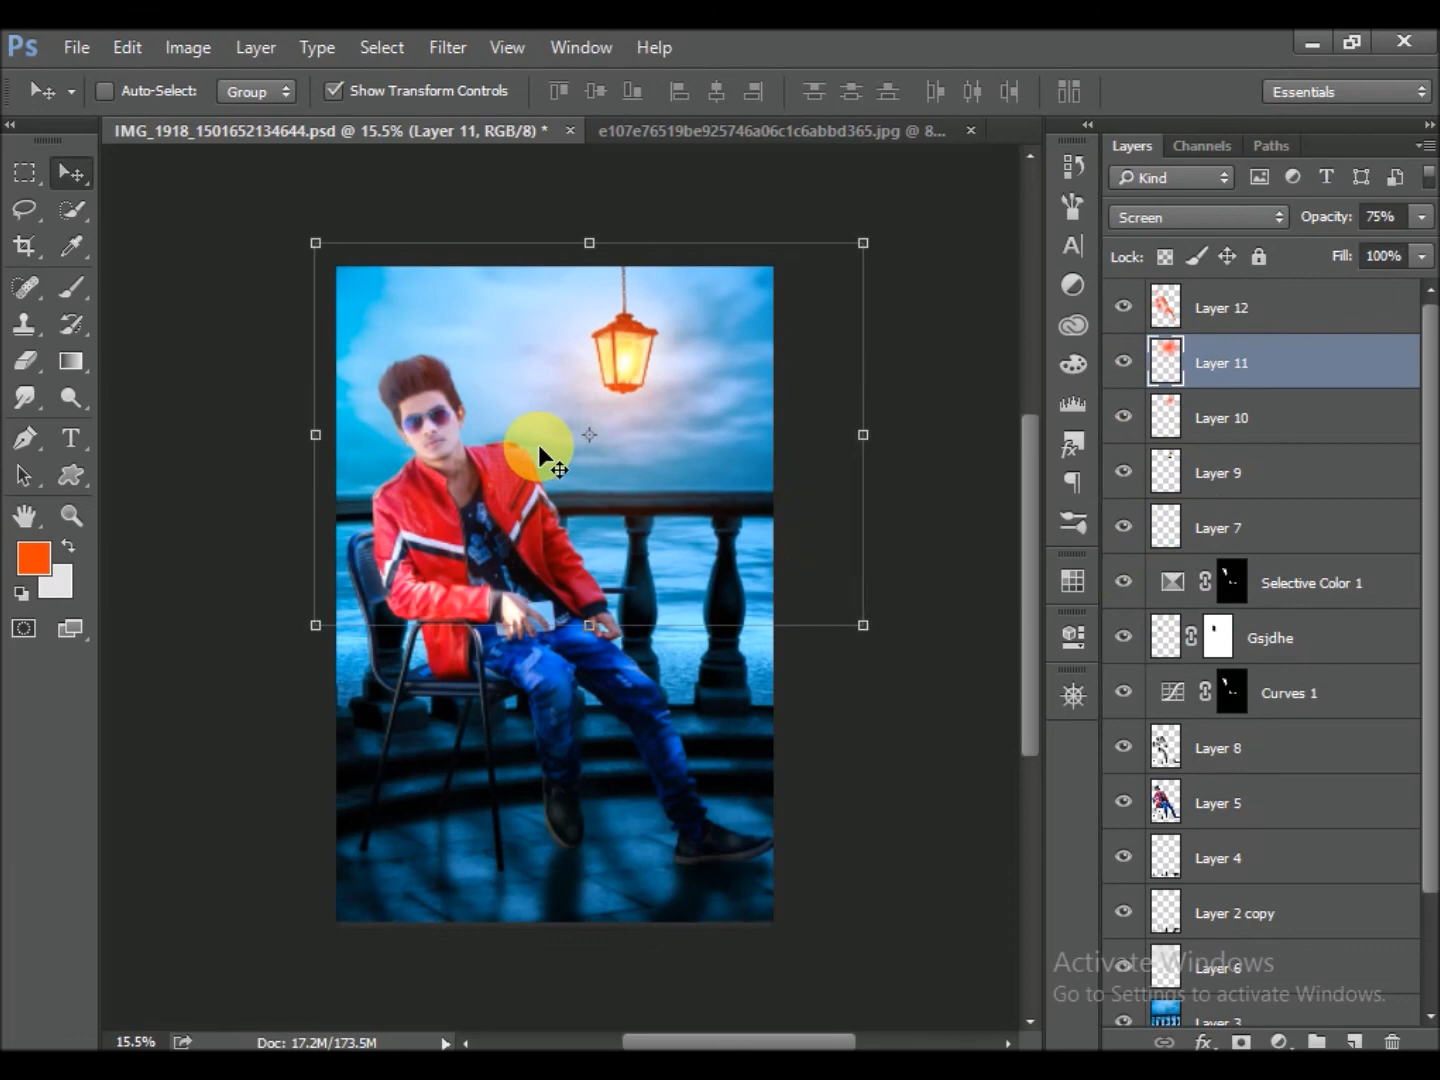 Ps File Edit Image Layer Type Select Filter View Window Help
Auto-Select: Group Show Transform Controls Essentials
IMG_1918_1501652134644.psd @ 15.5% (Layer 11, RGB/8) * × e107e76519be925746a06c1c6abbd365.jpg @ 8... ×
Layers Channels Paths
Kind
Screen Opacity: 75%
Lock: Fill: 100%
Layer 12
Layer 11
Layer 10
Layer 9
Layer 7
Selective Color 1
Gsjdhe
Curves 1
Layer 8
Layer 5
Layer 4
Layer 2 copy
Layer 6
Layer 3
Activate Windows
Go to Settings to activate Windows.
15.5% Doc: 17.2M/173.5M